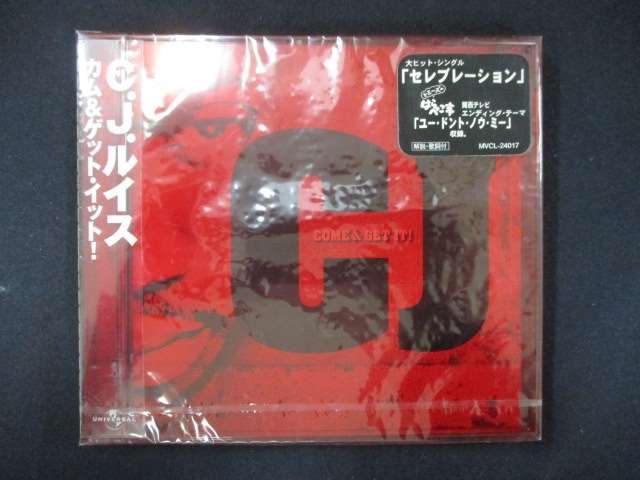 C.J.ルイス
カム&ゲット・イット!
UNIVERSAL
CJ
COME & GET IT!
大ヒット・シングル
「セレブレーション」
関西テレビ
エンディング・テーマ
「ユー・ドント・ノウ・ミー」
収録。
解説・歌詞付
MVCL-24017